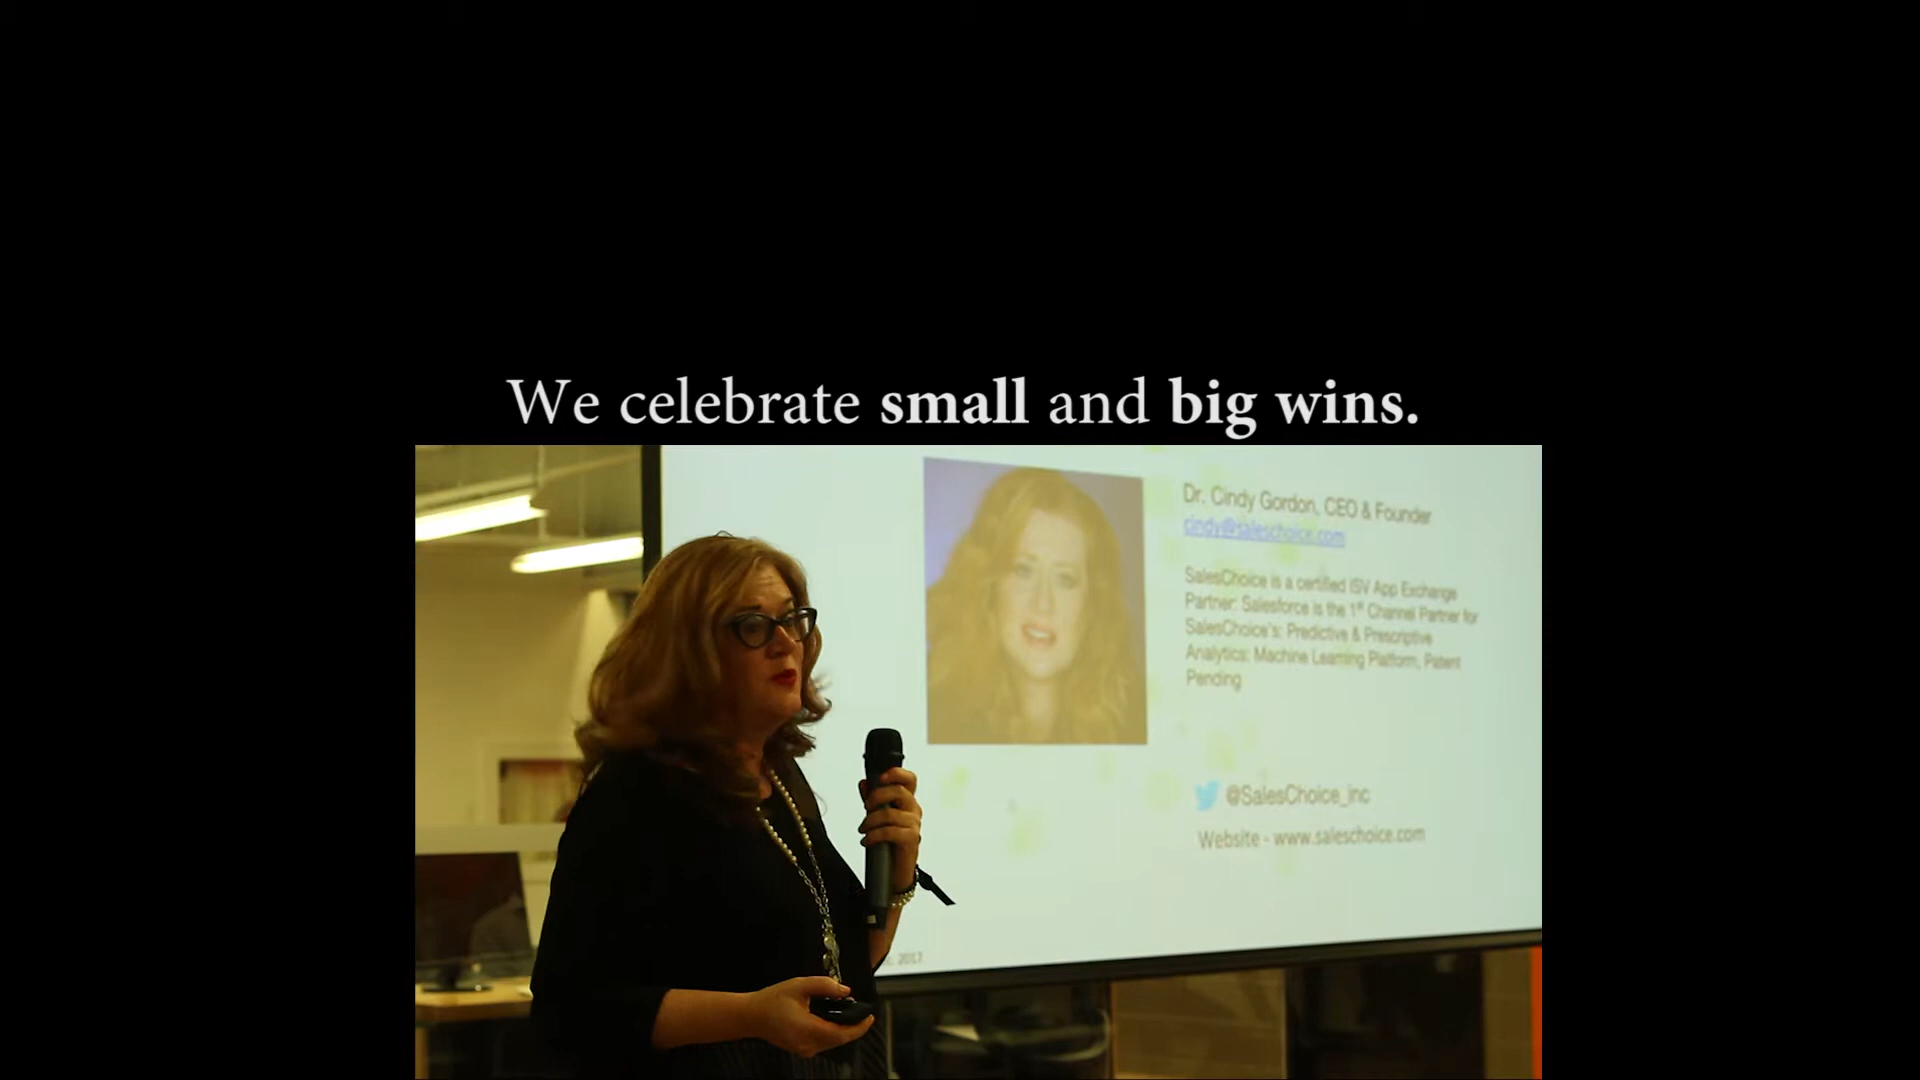 We celebrate small and big wins.
Dr. Cindy Gordon, CEO & Founder
cindy@saleschoice.com
SalesChoice is a certified ISV App Exchange
Partner: Salesforce is the 1st Channel Partner for
SalesChoice's: Predictive & Prescriptive
Analytics: Machine Learning Platform, Patent
Pending
@SalesChoice_inc
Website - www.saleschoice.com
2017